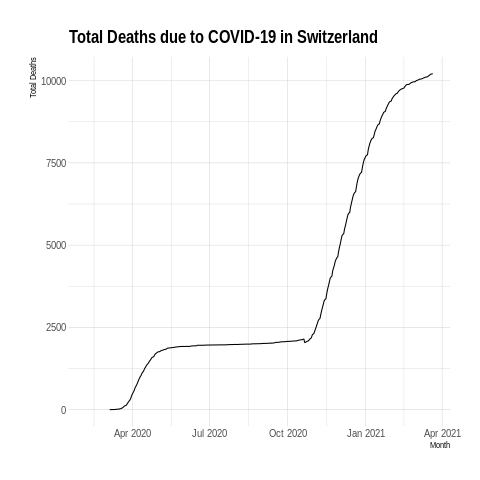 Total Deaths due to COVID-19 in Switzerland
Total Deaths
10000
7500
5000
2500
0
Apr 2020 Jul 2020 Oct 2020 Jan 2021 Apr 2021
Month